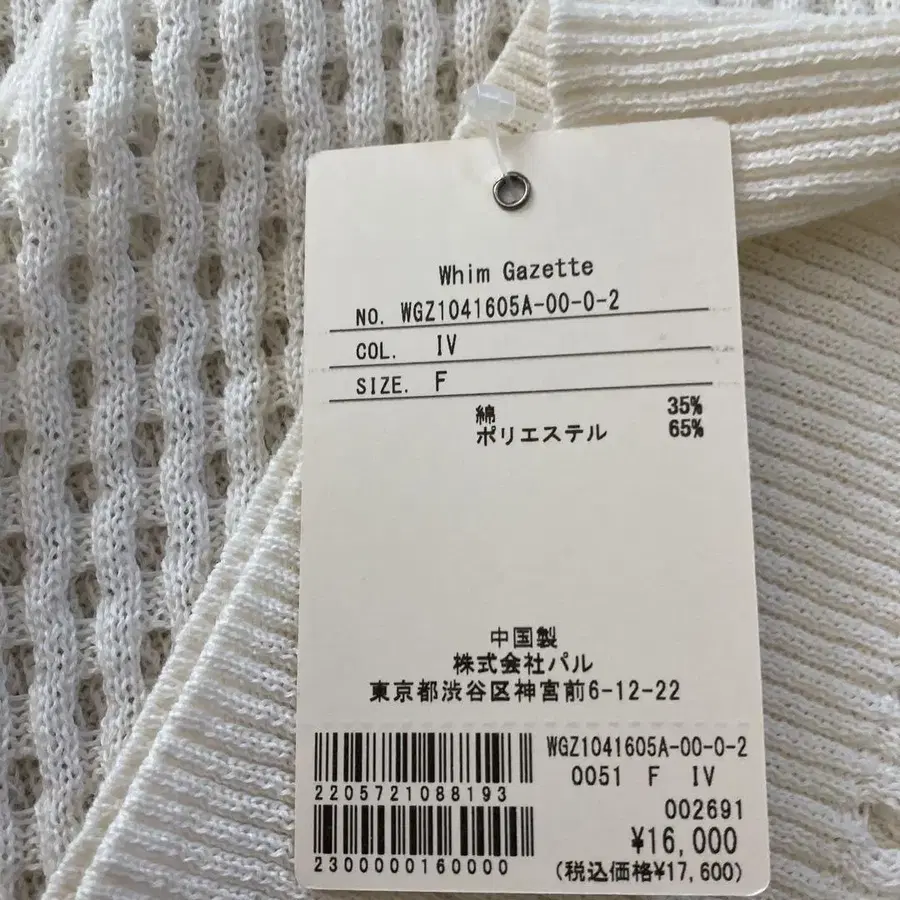 Whim Gazette
NO. WGZ1041605A-00-0-2
COL. IV
SIZE. F
綿 35%
ポリエステル 65%
中国製
株式会社パル
東京都渋谷区神宮前6-12-22
WGZ1041605A-00-0-2
0051 F IV
2205721088193
002691
¥16,000
2300000160000
(税込価格¥17,600)